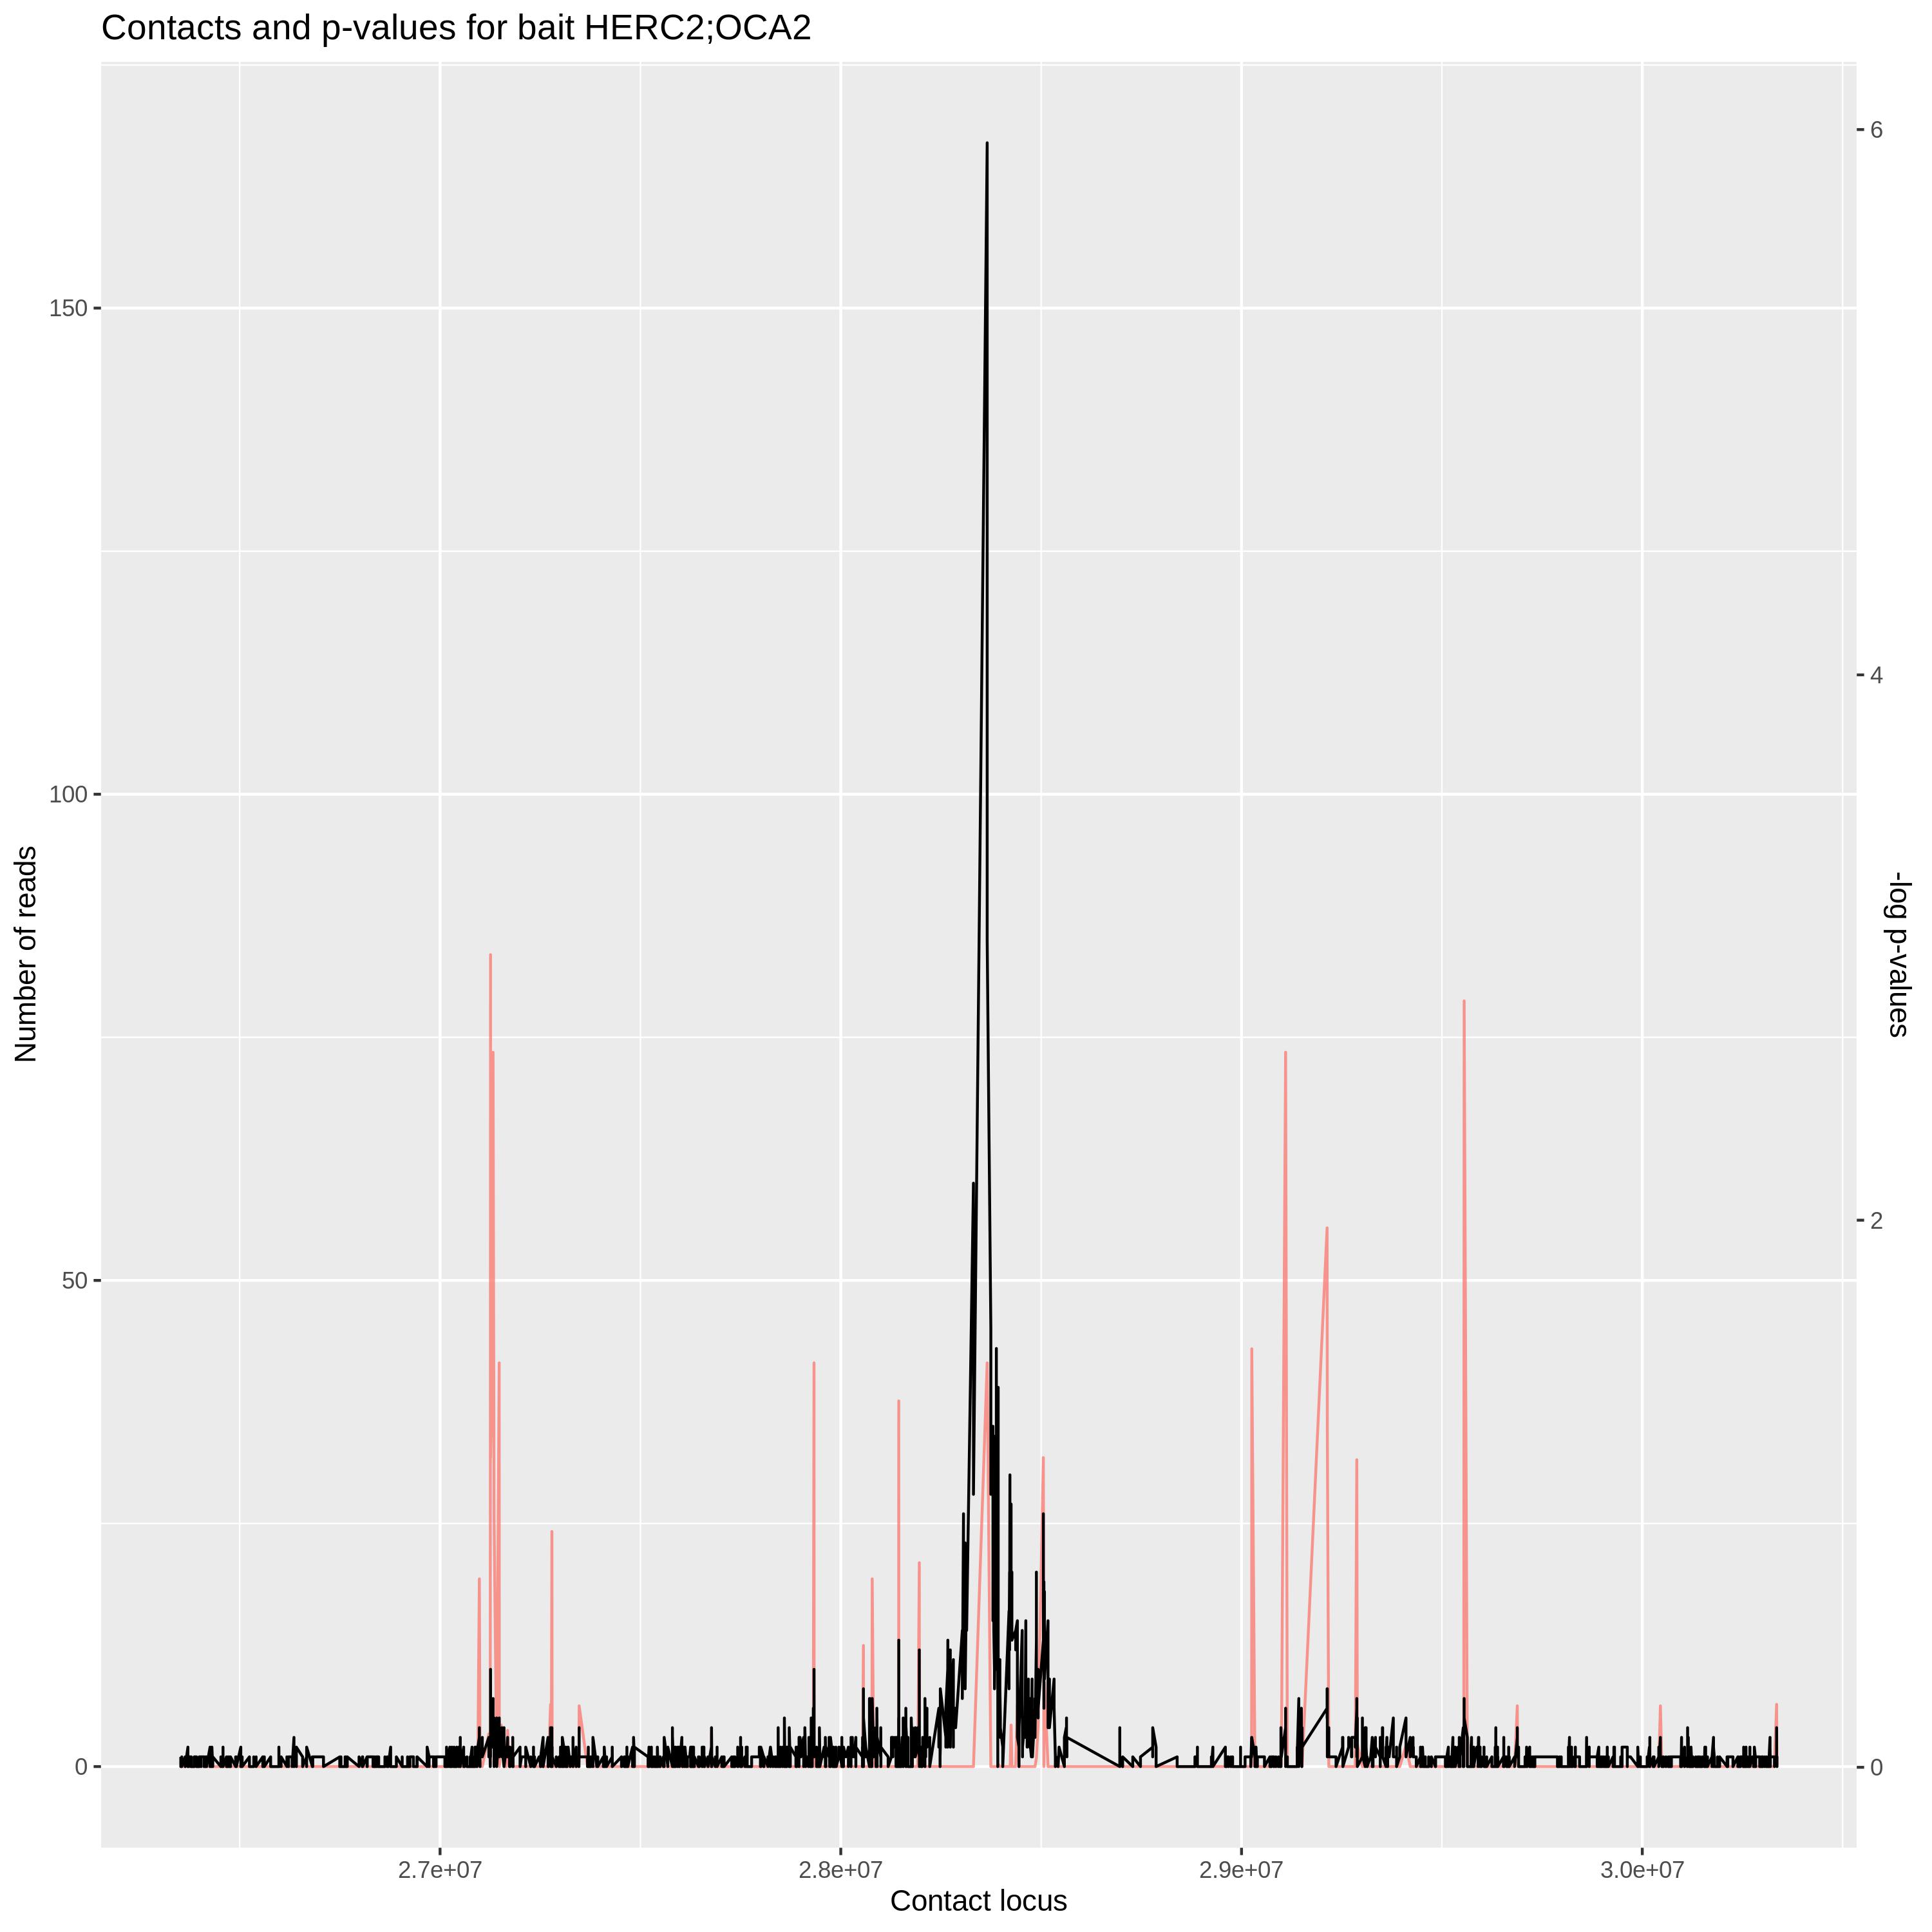 Contacts and p-values for bait HERC2;OCA2
6
150
4
100
Number of reads
-log p-values
2
50
0
0
2.7e+07 2.8e+07 2.9e+07 3.0e+07
Contact locus